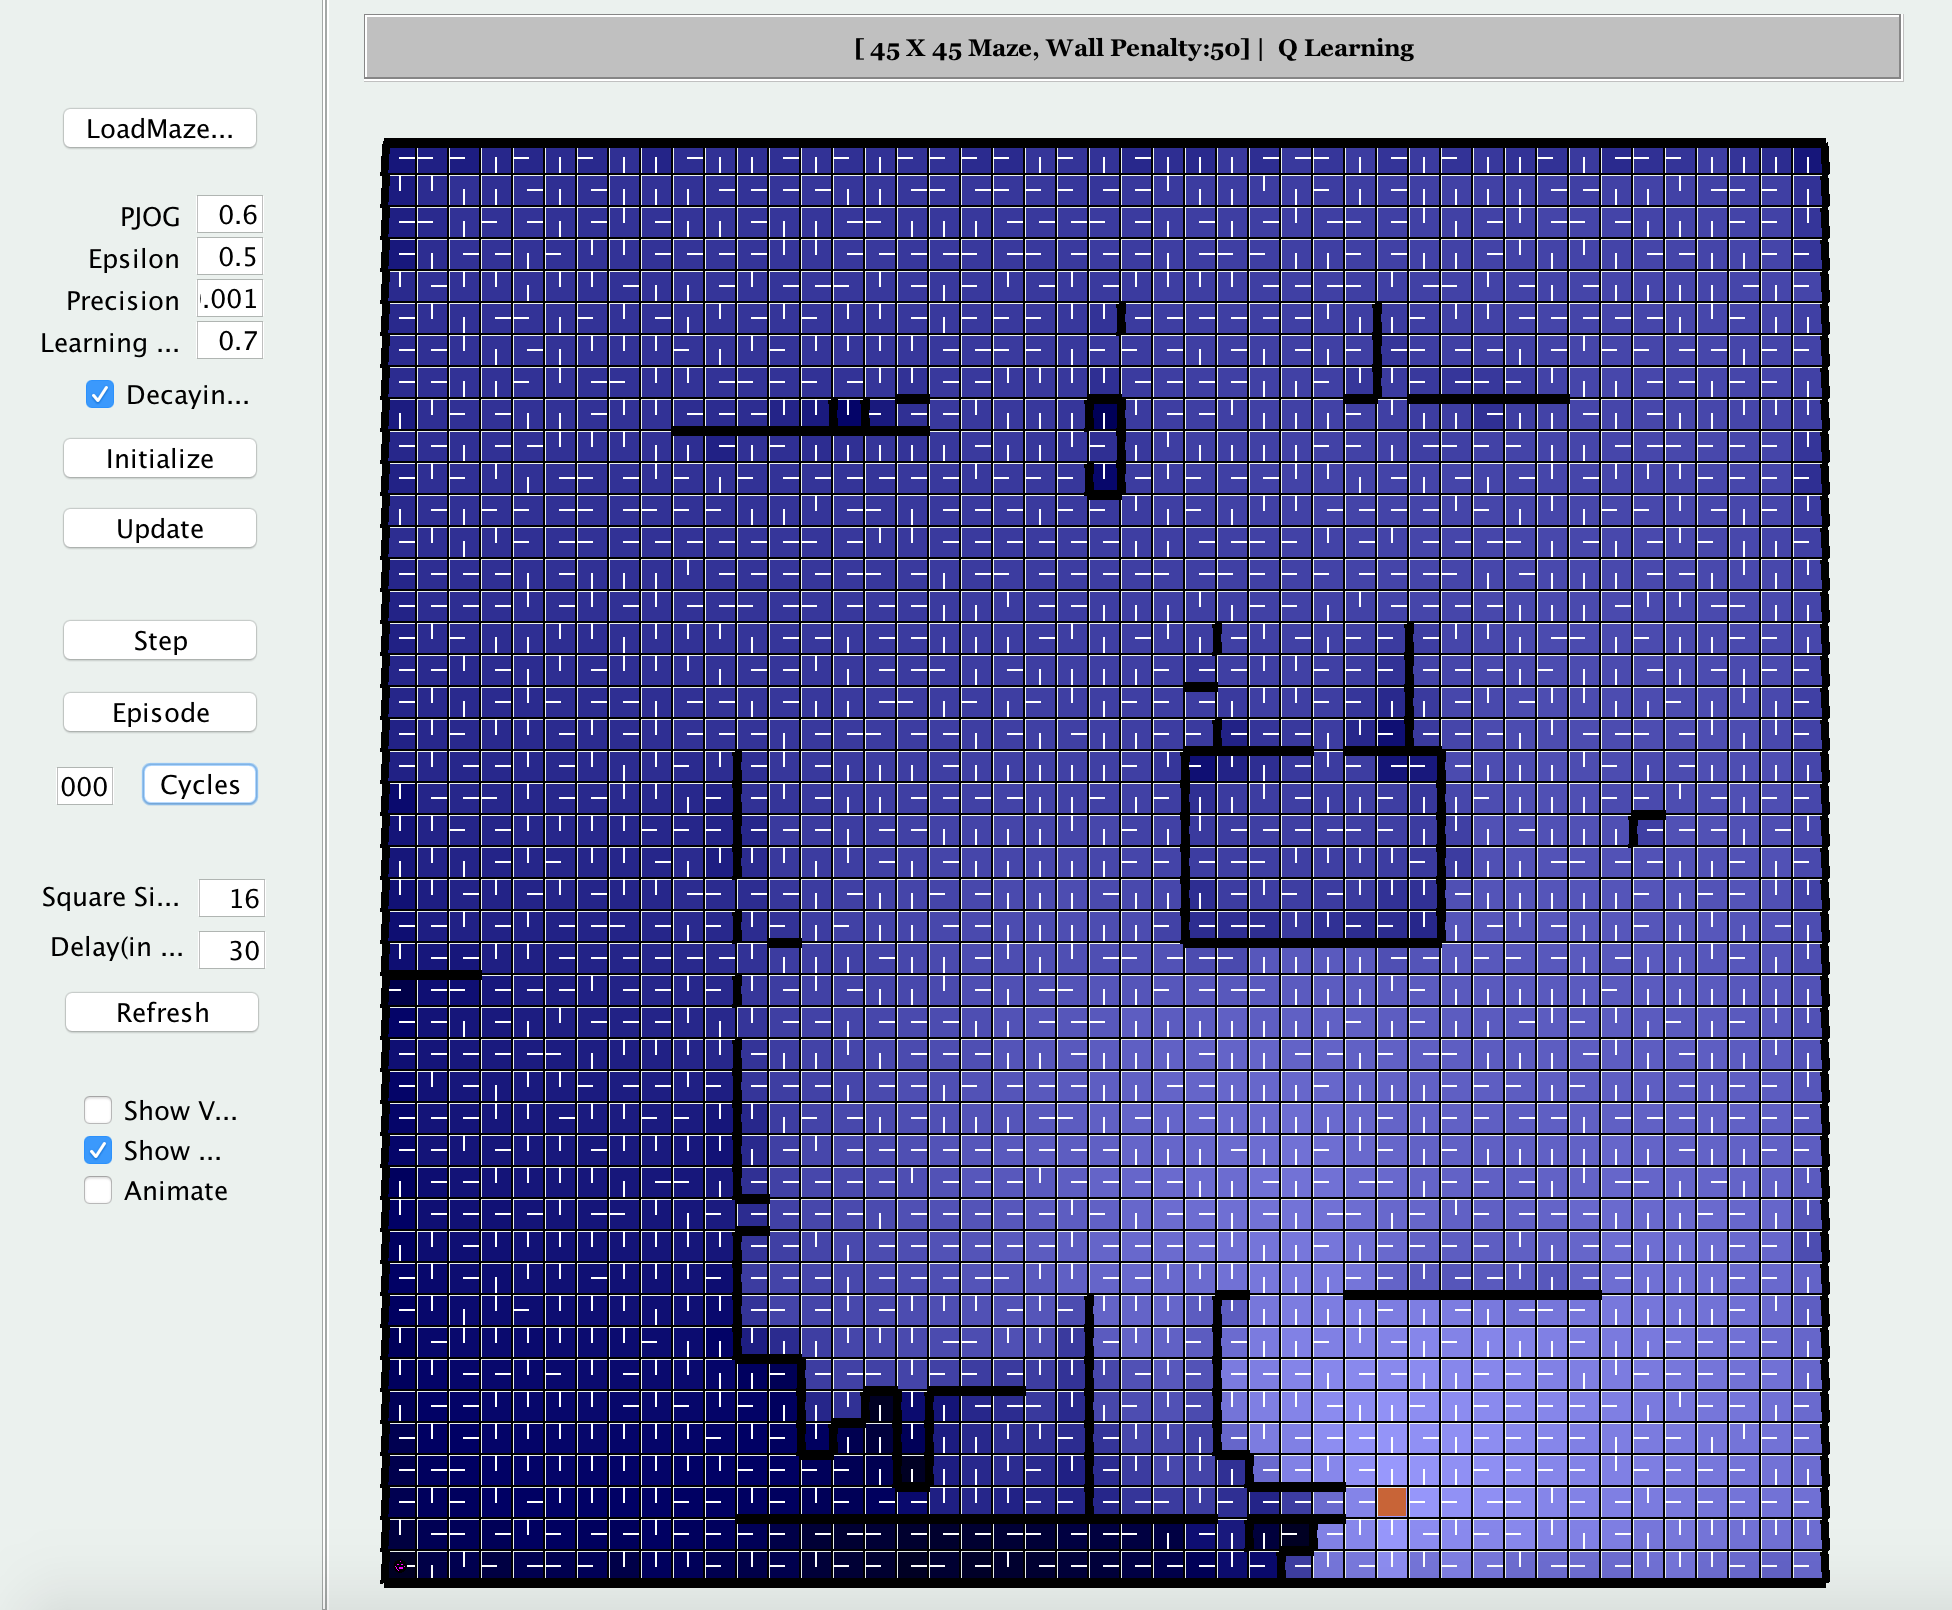 [ 45 X 45 Maze, Wall Penalty:50] | Q Learning
LoadMaze...
PJOG 0.6
Epsilon 0.5
Precision .001
Learning ... 0.7
Decayin...
Initialize
Update
Step
Episode
000 Cycles
Square Si... 16
Delay(in ... 30
Refresh
Show V...
Show ...
Animate